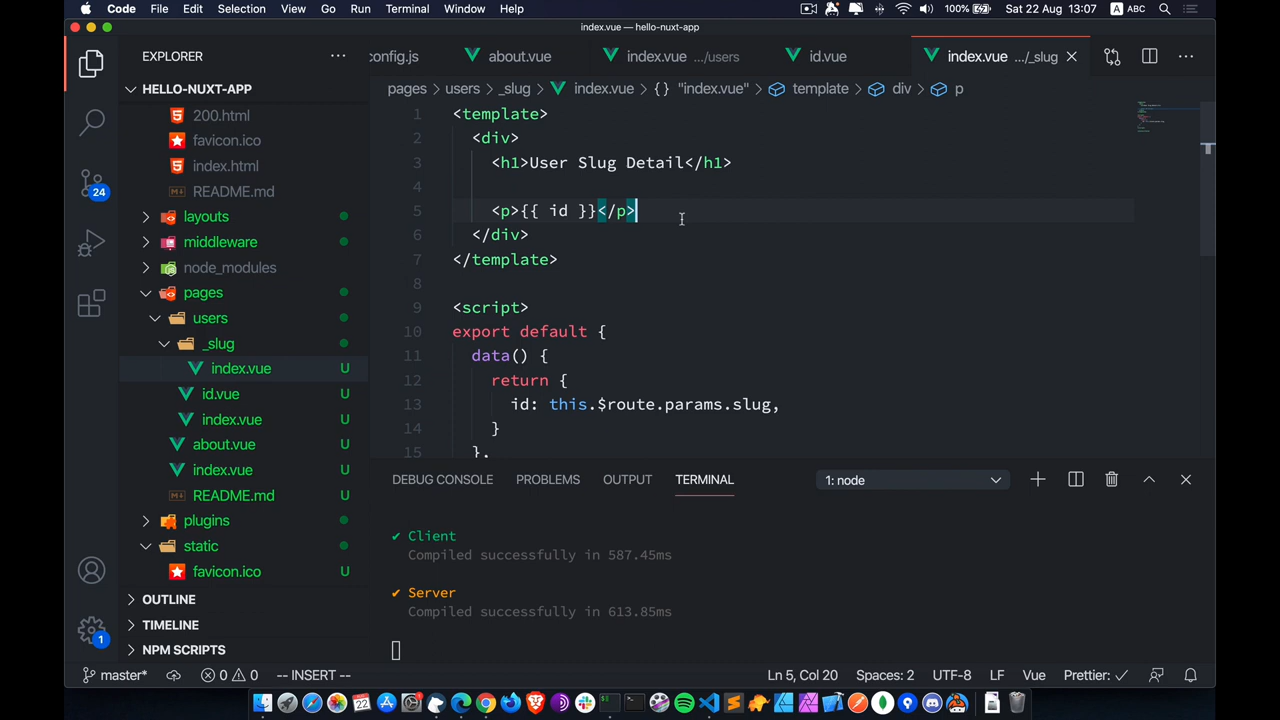 Code File Edit Selection View Go Run Terminal Window Help 100% Sat 22 Aug 13:07 A ABC
index.vue — hello-nuxt-app
EXPLORER
config.js about.vue index.vue .../users id.vue index.vue .../_slug
HELLO-NUXT-APP
pages users _slug index.vue {} "index.vue" template div p
200.html
favicon.ico
index.html
README.md
layouts
middleware
node_modules
pages
users
_slug
index.vue U
id.vue U
index.vue U
about.vue U
index.vue U
README.md U
plugins
static
favicon.ico U
OUTLINE
TIMELINE
NPM SCRIPTS
24
1
1 <template>
2 <div>
3 <h1>User Slug Detail</h1>
4
5 <p>{{ id }}</p>
6 </div>
7 </template>
8
9 <script>
10 export default {
11 data() {
12 return {
13 id: this.$route.params.slug,
14 }
15 },
DEBUG CONSOLE PROBLEMS OUTPUT TERMINAL 1: node
✔ Client
Compiled successfully in 587.45ms
✔ Server
Compiled successfully in 613.85ms
master* 0 0 -- INSERT -- Ln 5, Col 20 Spaces: 2 UTF-8 LF Vue Prettier: ✓
22